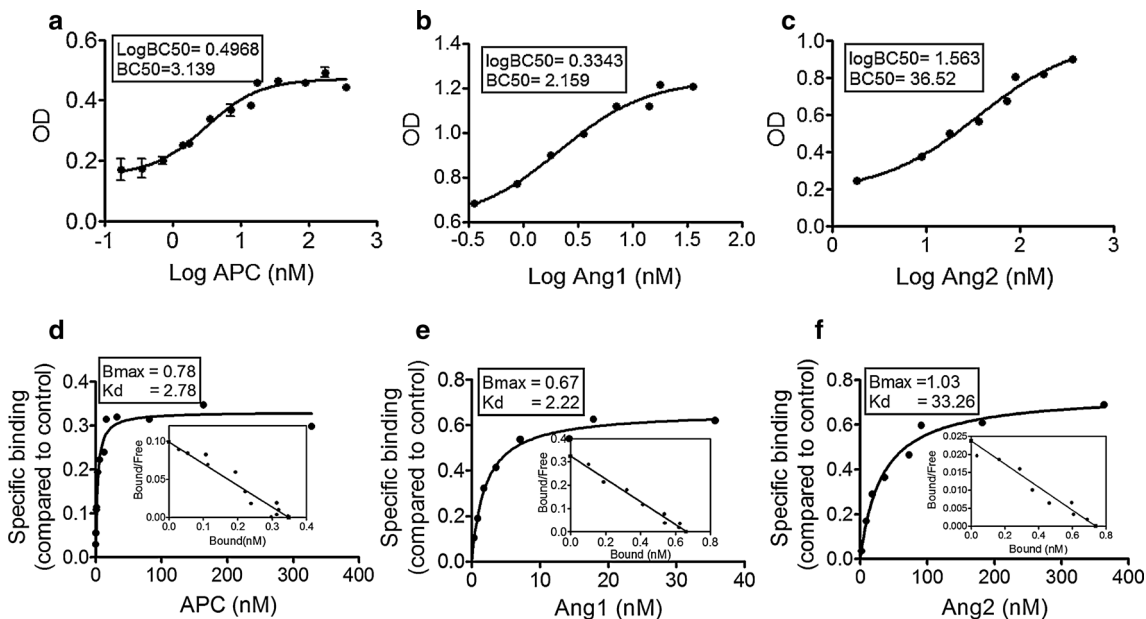 a
LogBC50= 0.4968
BC50=3.139
0.6
0.4
0.2
0.0
OD
-1
0
1
2
3
Log APC (nM)
b
logBC50= 0.3343
BC50= 2.159
1.4
1.2
1.0
0.8
0.6
OD
-0.5
0.0
0.5
1.0
1.5
2.0
Log Ang1 (nM)
c
logBC50= 1.563
BC50= 36.52
1.0
0.8
0.6
0.4
0.2
0.0
OD
0
1
2
3
Log Ang2 (nM)
d
Bmax = 0.78
Kd = 2.78
Specific binding
(compared to control)
0.4
0.3
0.2
0.1
0.0
0
100
200
300
400
APC (nM)
Bound/Free
0.10
0.05
0.00
0.0
0.1
0.2
0.3
0.4
Bound(nM)
e
Bmax = 0.67
Kd = 2.22
Specific binding
(compared to control)
0.8
0.6
0.4
0.2
0.0
0
10
20
30
40
Ang1 (nM)
Bound/Free
0.4
0.3
0.2
0.1
0.0
0.0
0.2
0.4
0.6
0.8
Bound (nM)
f
Bmax = 1.03
Kd = 33.26
Specific binding
(compared to control)
0.8
0.6
0.4
0.2
0.0
0
100
200
300
400
Ang2 (nM)
Bound/Free
0.025
0.020
0.015
0.010
0.005
0.000
0.0
0.2
0.4
0.6
0.8
Bound (nM)